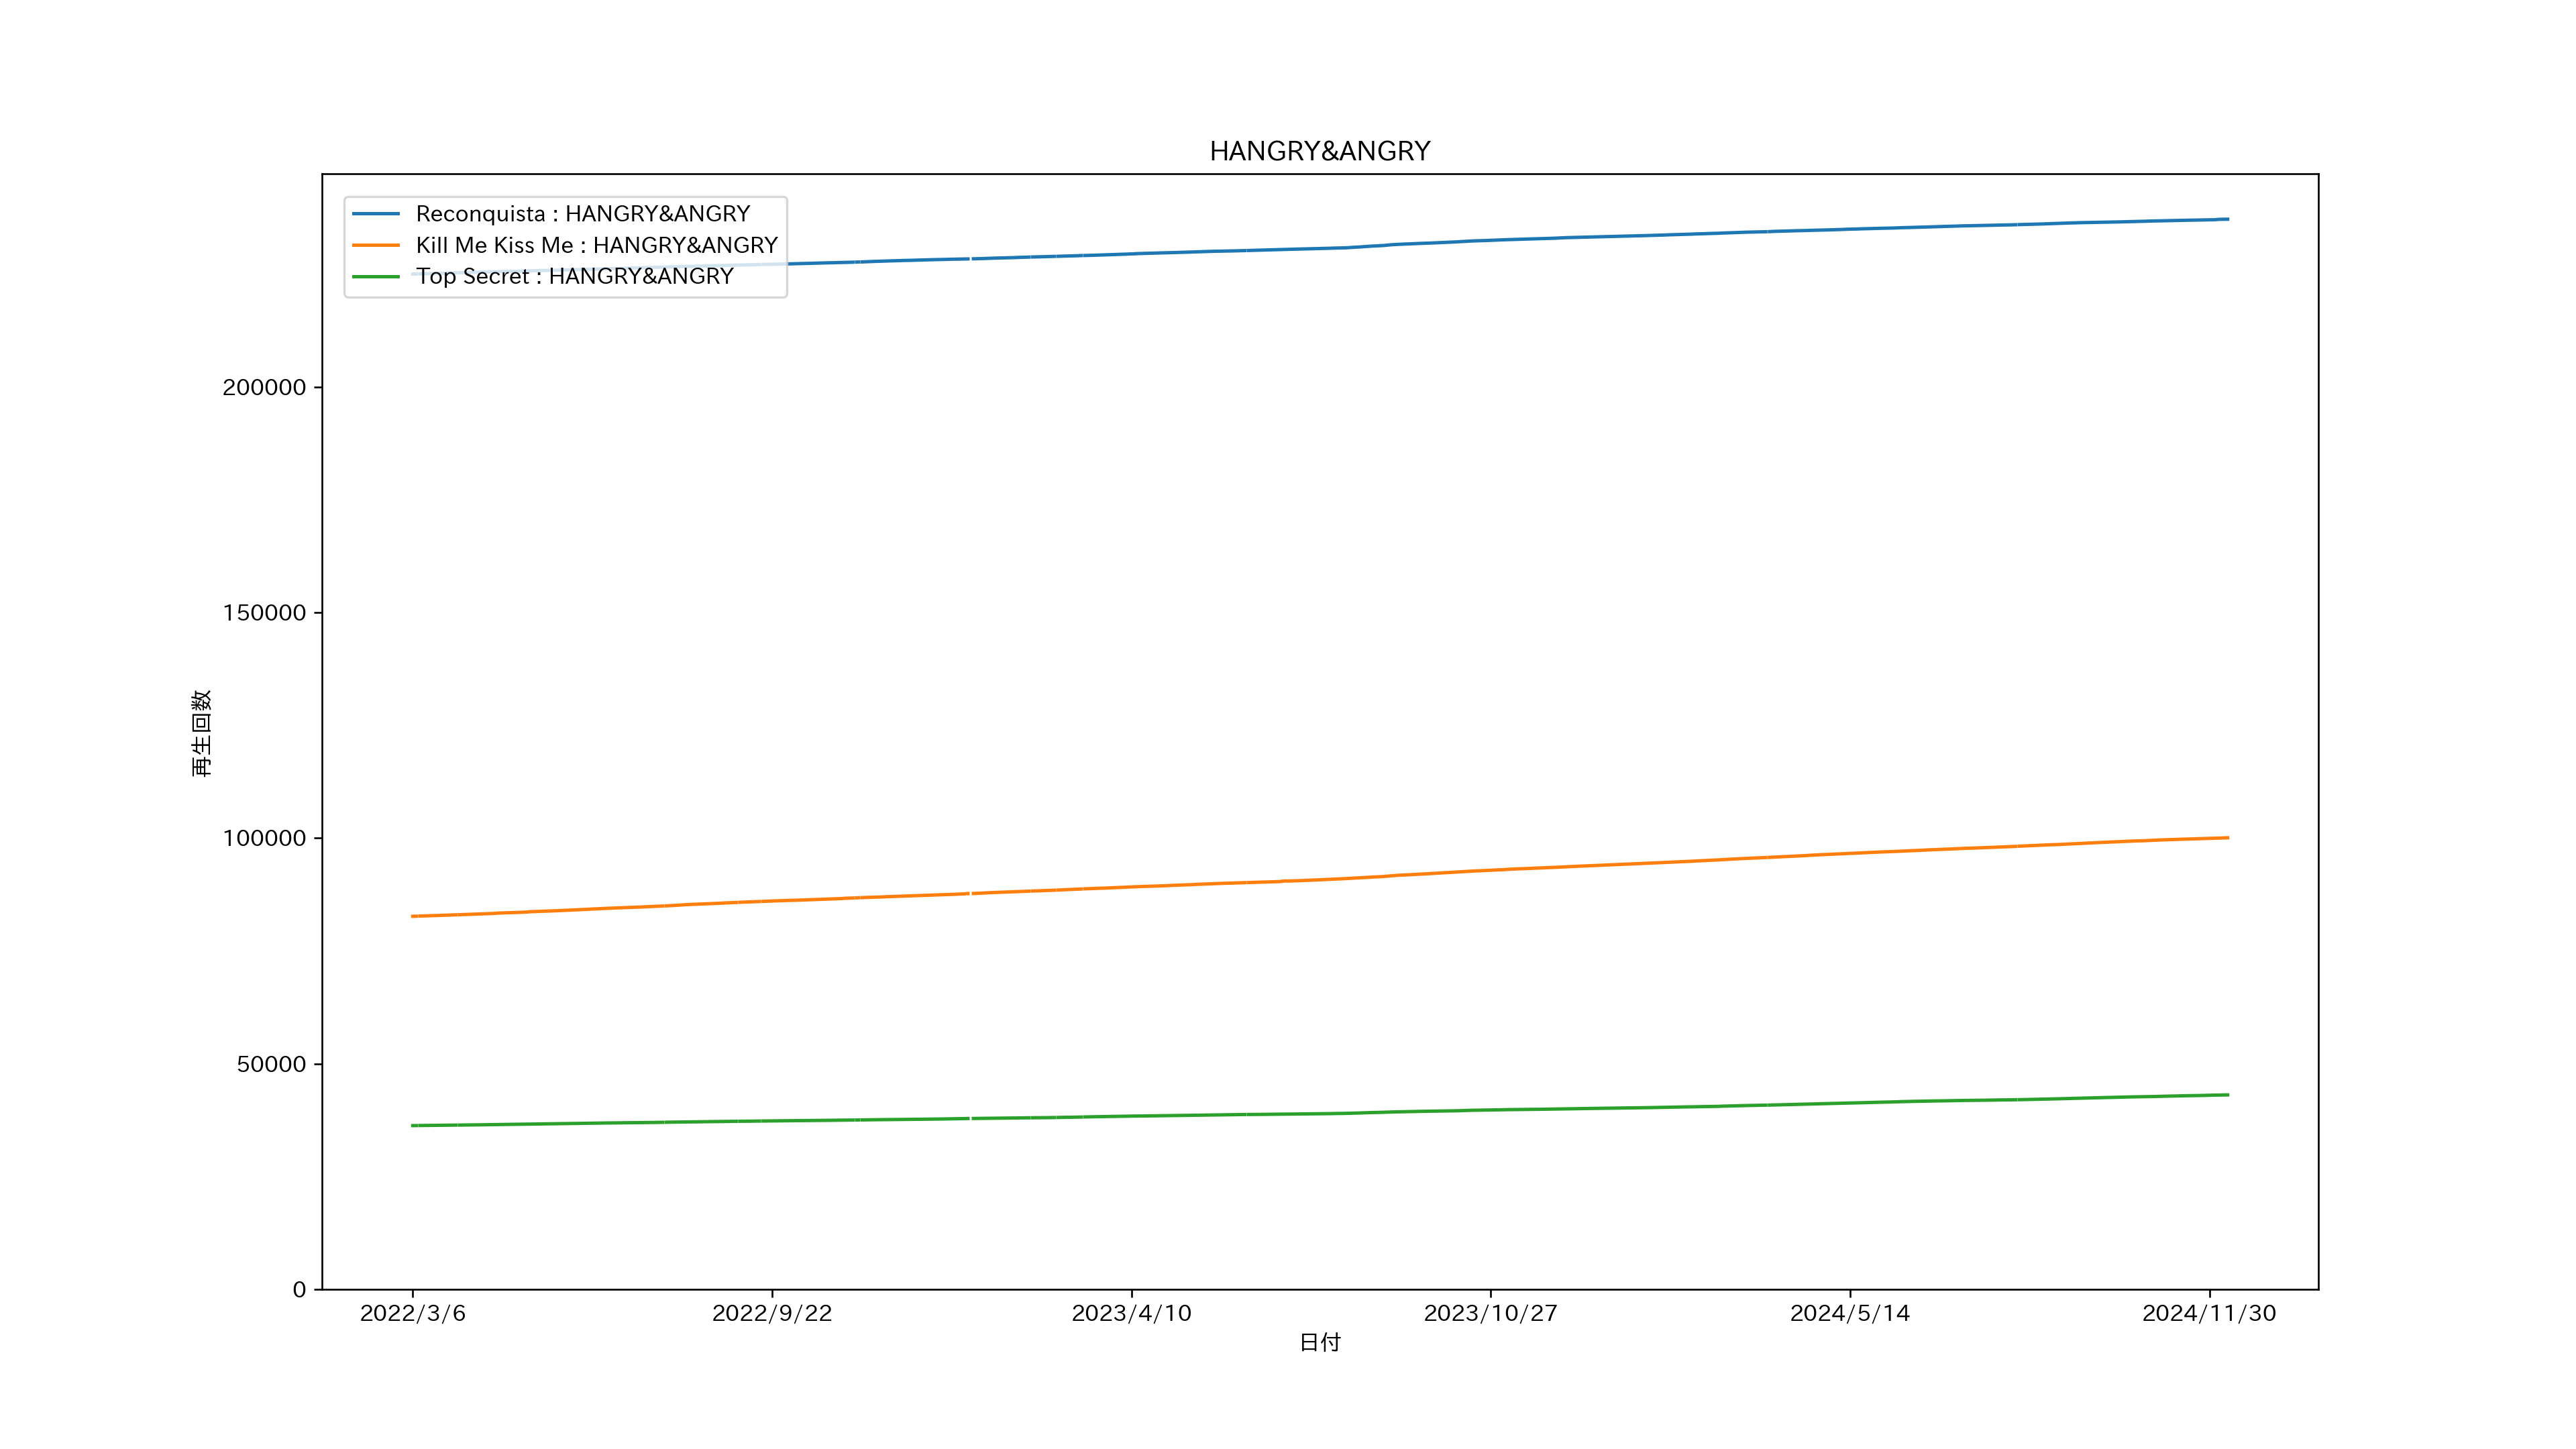 HANGRY&ANGRY
Reconquista : HANGRY&ANGRY
Kill Me Kiss Me : HANGRY&ANGRY
Top Secret : HANGRY&ANGRY
200000
150000
100000
50000
0
再生回数
2022/3/6
2022/9/22
2023/4/10
2023/10/27
2024/5/14
2024/11/30
日付